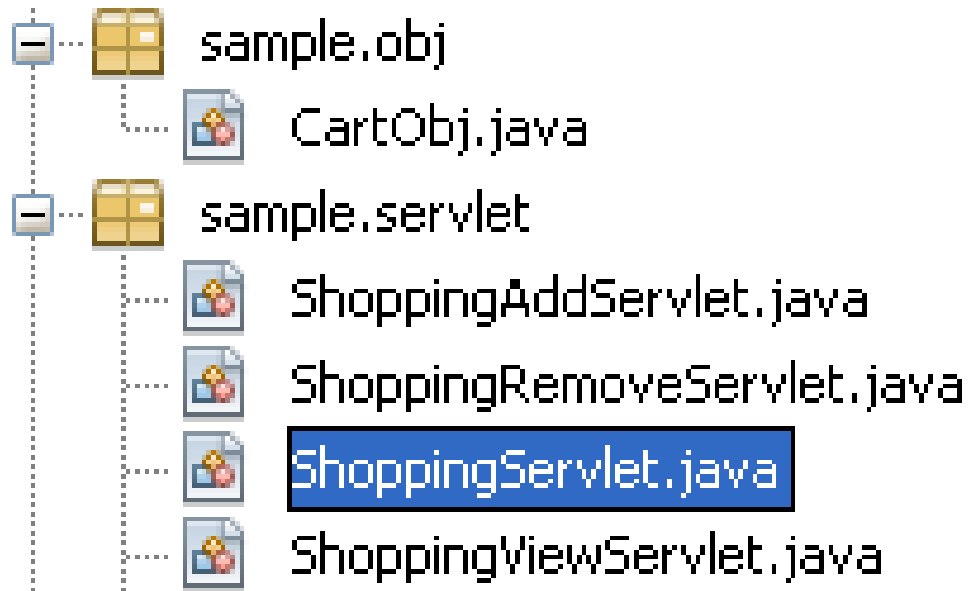 sample.obj
CartObj.java
sample.servlet
ShoppingAddServlet.java
ShoppingRemoveServlet.java
ShoppingServlet.java
ShoppingViewServlet.java